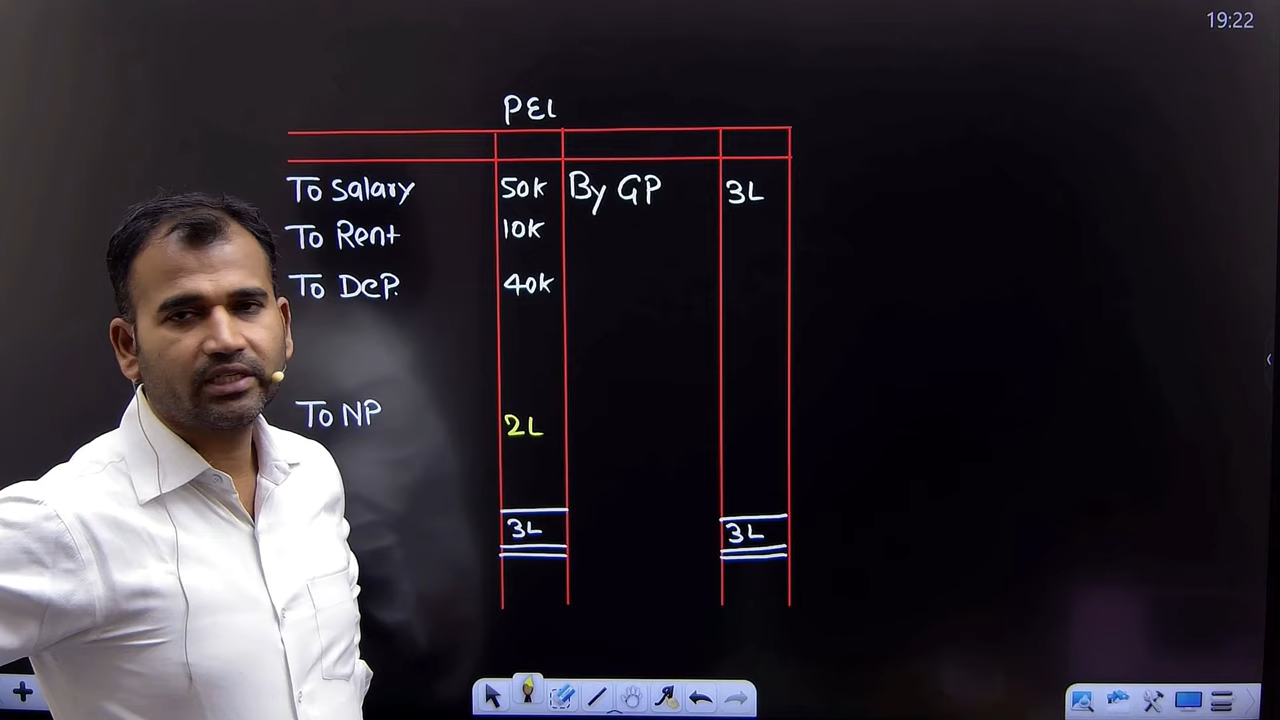 19:22
P&L
To Salary 50K By GP 3L
To Rent 10K
To Dep. 40K
To NP 2L
3L 3L